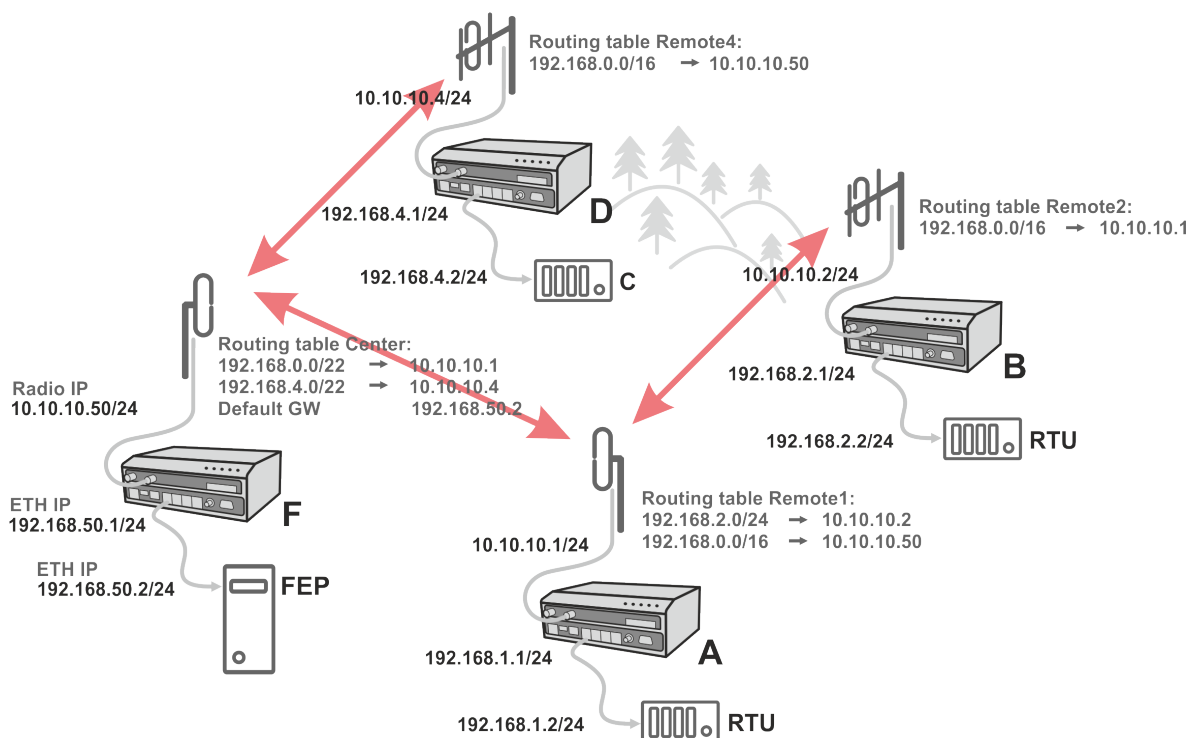 Routing table Remote4:
192.168.0.0/16 → 10.10.10.50
10.10.10.4/24
192.168.4.1/24
D
192.168.4.2/24
C
Routing table Remote2:
192.168.0.0/16 → 10.10.10.1
10.10.10.2/24
192.168.2.1/24
B
192.168.2.2/24
RTU
Routing table Center:
192.168.0.0/22 → 10.10.10.1
192.168.4.0/22 → 10.10.10.4
Default GW 192.168.50.2
Radio IP
10.10.10.50/24
F
ETH IP
192.168.50.1/24
ETH IP
192.168.50.2/24
FEP
Routing table Remote1:
192.168.2.0/24 → 10.10.10.2
192.168.0.0/16 → 10.10.10.50
10.10.10.1/24
A
192.168.1.1/24
192.168.1.2/24
RTU